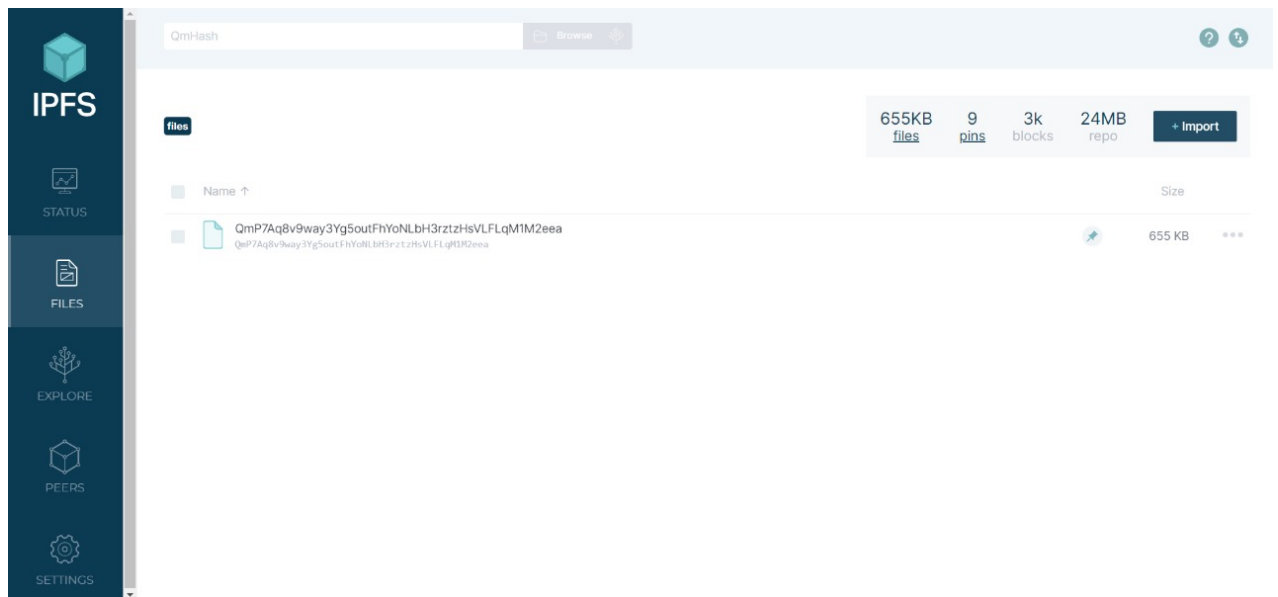 IPFS
STATUS
FILES
EXPLORE
PEERS
SETTINGS
QmHash
Browse
files
655KB files
9 pins
3k blocks
24MB repo
+ Import
Name ↑
Size
QmP7Aq8v9way3Yg5outFhYoNLbH3rztzHsVLFLqM1M2eea
QmP7Aq8v9way3Yg5outFhYoNLbH3rztzHsVLFLqM1M2eea
655 KB